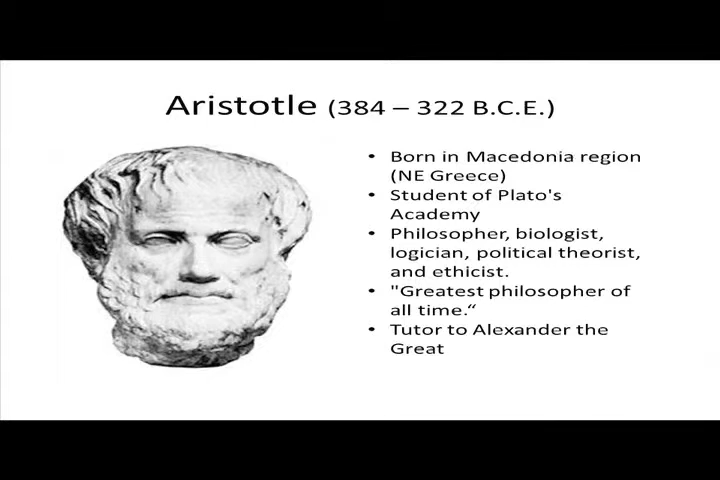 Aristotle (384 – 322 B.C.E.)
• Born in Macedonia region
(NE Greece)
• Student of Plato's
Academy
• Philosopher, biologist,
logician, political theorist,
and ethicist.
• "Greatest philosopher of
all time.“
• Tutor to Alexander the
Great